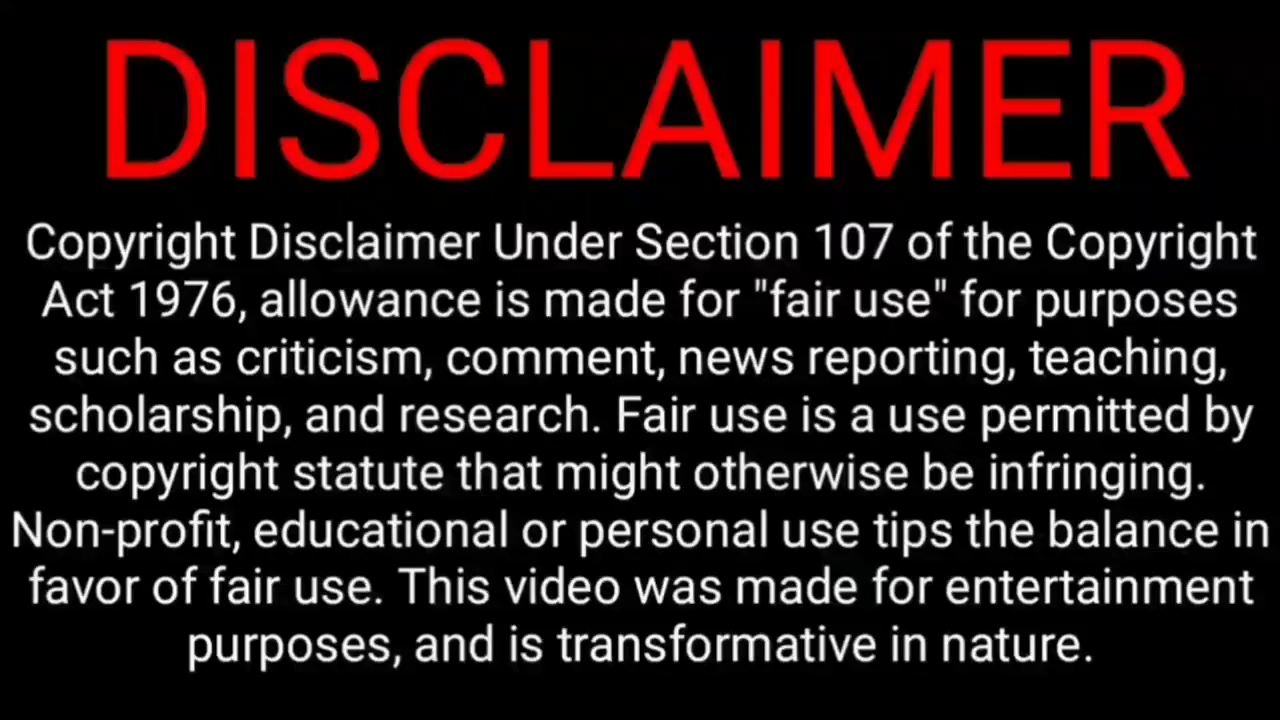 DISCLAIMER
Copyright Disclaimer Under Section 107 of the Copyright
Act 1976, allowance is made for "fair use" for purposes
such as criticism, comment, news reporting, teaching,
scholarship, and research. Fair use is a use permitted by
copyright statute that might otherwise be infringing.
Non-profit, educational or personal use tips the balance in
favor of fair use. This video was made for entertainment
purposes, and is transformative in nature.